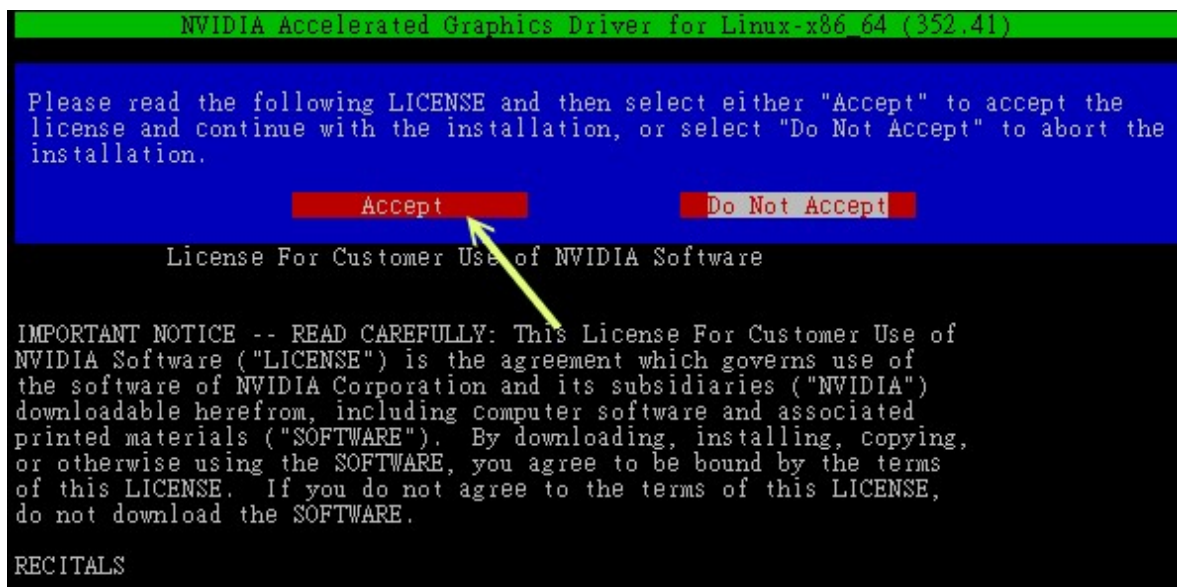 NVIDIA Accelerated Graphics Driver for Linux-x86_64 (352.41)
Please read the following LICENSE and then select either "Accept" to accept the
license and continue with the installation, or select "Do Not Accept" to abort the
installation.
Accept Do Not Accept
License For Customer Use of NVIDIA Software
IMPORTANT NOTICE -- READ CAREFULLY: This License For Customer Use of
NVIDIA Software ("LICENSE") is the agreement which governs use of
the software of NVIDIA Corporation and its subsidiaries ("NVIDIA")
downloadable herefrom, including computer software and associated
printed materials ("SOFTWARE"). By downloading, installing, copying,
or otherwise using the SOFTWARE, you agree to be bound by the terms
of this LICENSE. If you do not agree to the terms of this LICENSE,
do not download the SOFTWARE.
RECITALS